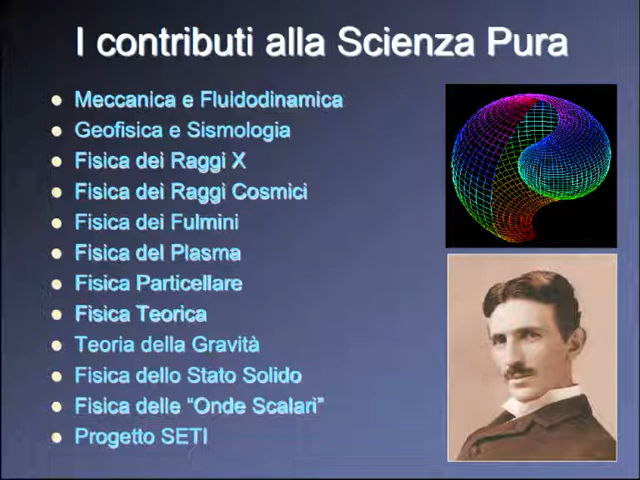 I contributi alla Scienza Pura
Meccanica e Fluidodinamica
Geofisica e Sismologia
Fisica dei Raggi X
Fisica dei Raggi Cosmici
Fisica dei Fulmini
Fisica del Plasma
Fisica Particellare
Fisica Teorica
Teoria della Gravità
Fisica dello Stato Solido
Fisica delle “Onde Scalari”
Progetto SETI